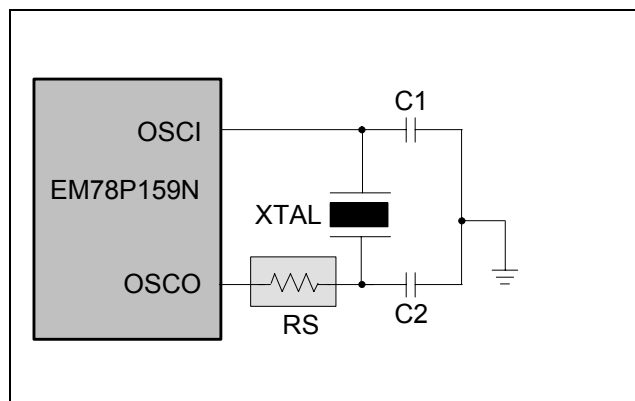 C1
OSCI
EM78P159N
XTAL
OSCO
RS
C2